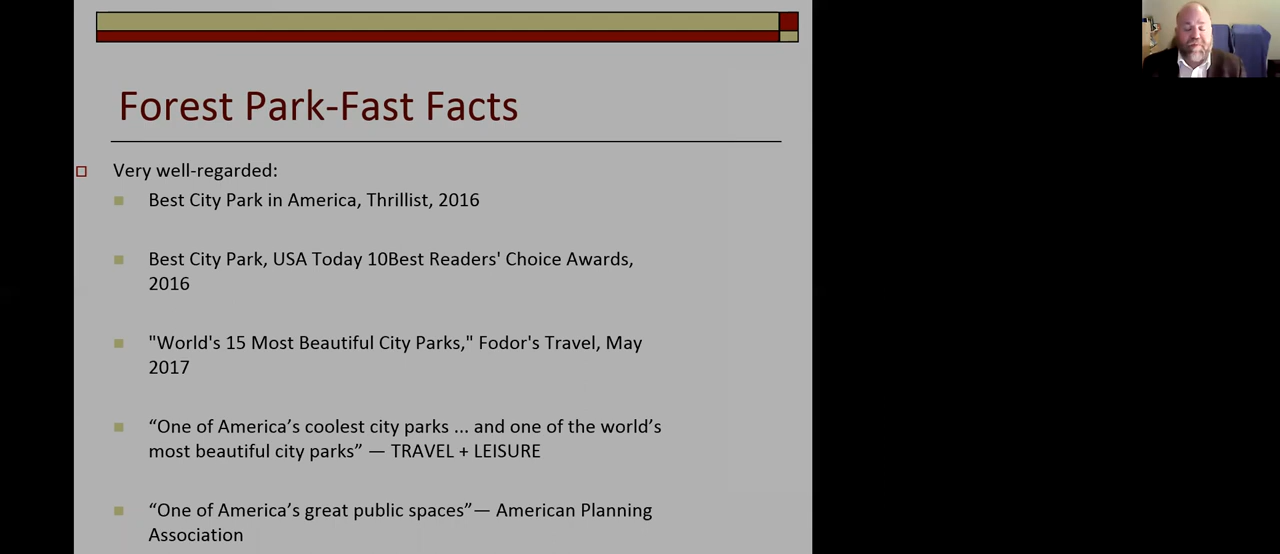 Forest Park-Fast Facts
Very well-regarded:
Best City Park in America, Thrillist, 2016
Best City Park, USA Today 10Best Readers' Choice Awards,
2016
"World's 15 Most Beautiful City Parks," Fodor's Travel, May
2017
“One of America’s coolest city parks ... and one of the world’s
most beautiful city parks” — TRAVEL + LEISURE
“One of America’s great public spaces”— American Planning
Association